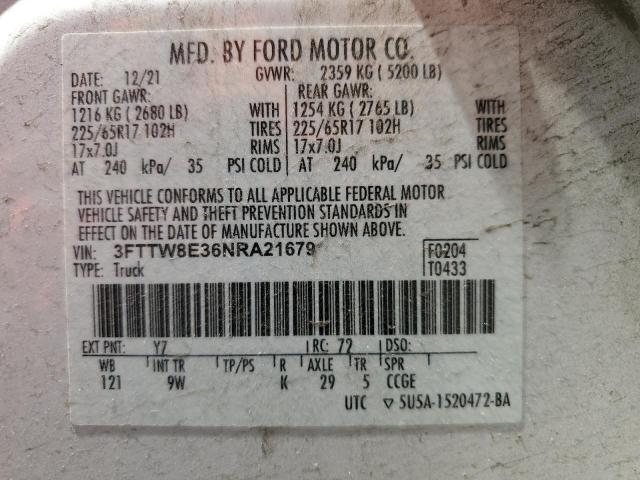 MFD. BY FORD MOTOR CO.
DATE: 12/21 GVWR: 2359 KG ( 5200 LB)
FRONT GAWR: REAR GAWR:
1216 KG ( 2680 LB) WITH 1254 KG ( 2765 LB) WITH
225/65R17 102H TIRES 225/65R17 102H TIRES
17x7.0J RIMS 17x7.0J RIMS
AT 240 kPa/ 35 PSI COLD AT 240 kPa/ 35 PSI COLD
THIS VEHICLE CONFORMS TO ALL APPLICABLE FEDERAL MOTOR
VEHICLE SAFETY AND THEFT PREVENTION STANDARDS IN
EFFECT ON THE DATE OF MANUFACTURE SHOWN ABOVE.
VIN: 3FTTW8E36NRA21679 F0204
TYPE: Truck T0433
EXT PNT: Y7 RC: 72 DSO:
WB INT TR TP/PS R AXLE TR SPR
121 9W K 29 5 CCGE
UTC ▽ 5U5A-1520472-BA